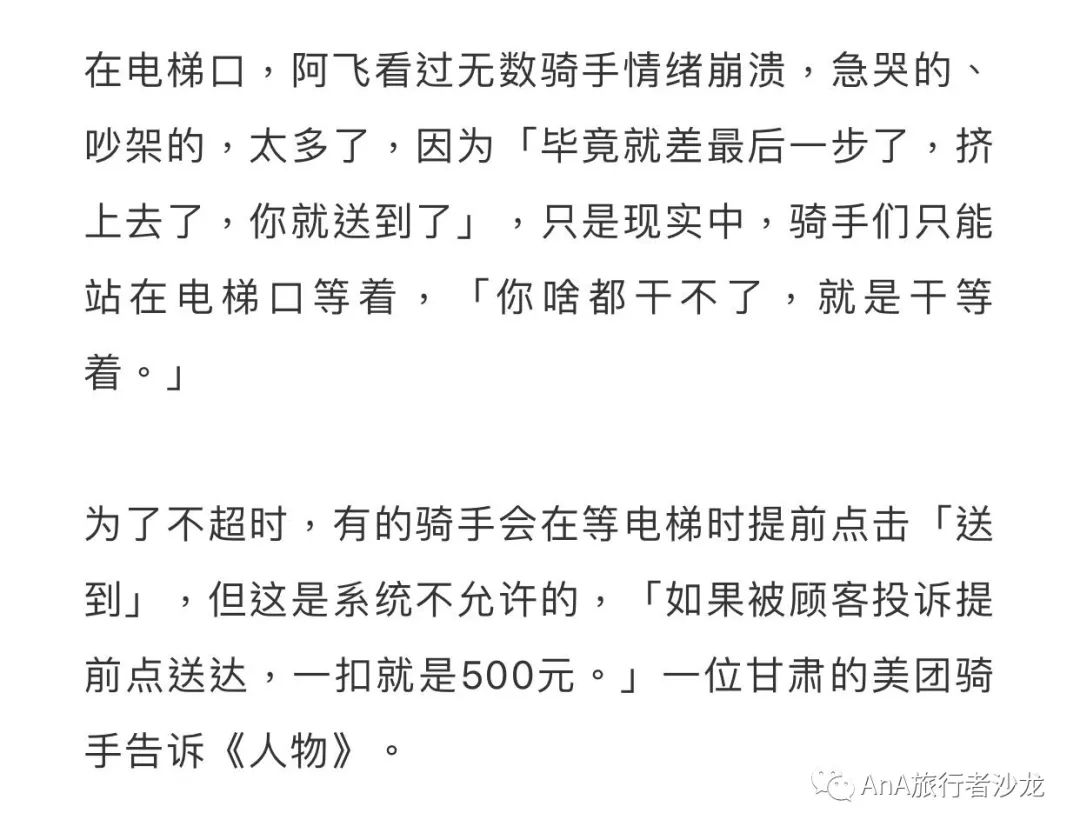 在电梯口，阿飞看过无数骑手情绪崩溃，急哭的、
吵架的，太多了，因为「毕竟就差最后一步了，挤
上去了，你就送到了」，只是现实中，骑手们只能
站在电梯口等着，「你啥都干不了，就是干等
着。」
为了不超时，有的骑手会在等电梯时提前点击「送
到」，但这是系统不允许的，「如果被顾客投诉提
前点送达，一扣就是500元。」一位甘肃的美团骑
手告诉《人物》。
AnA旅行者沙龙